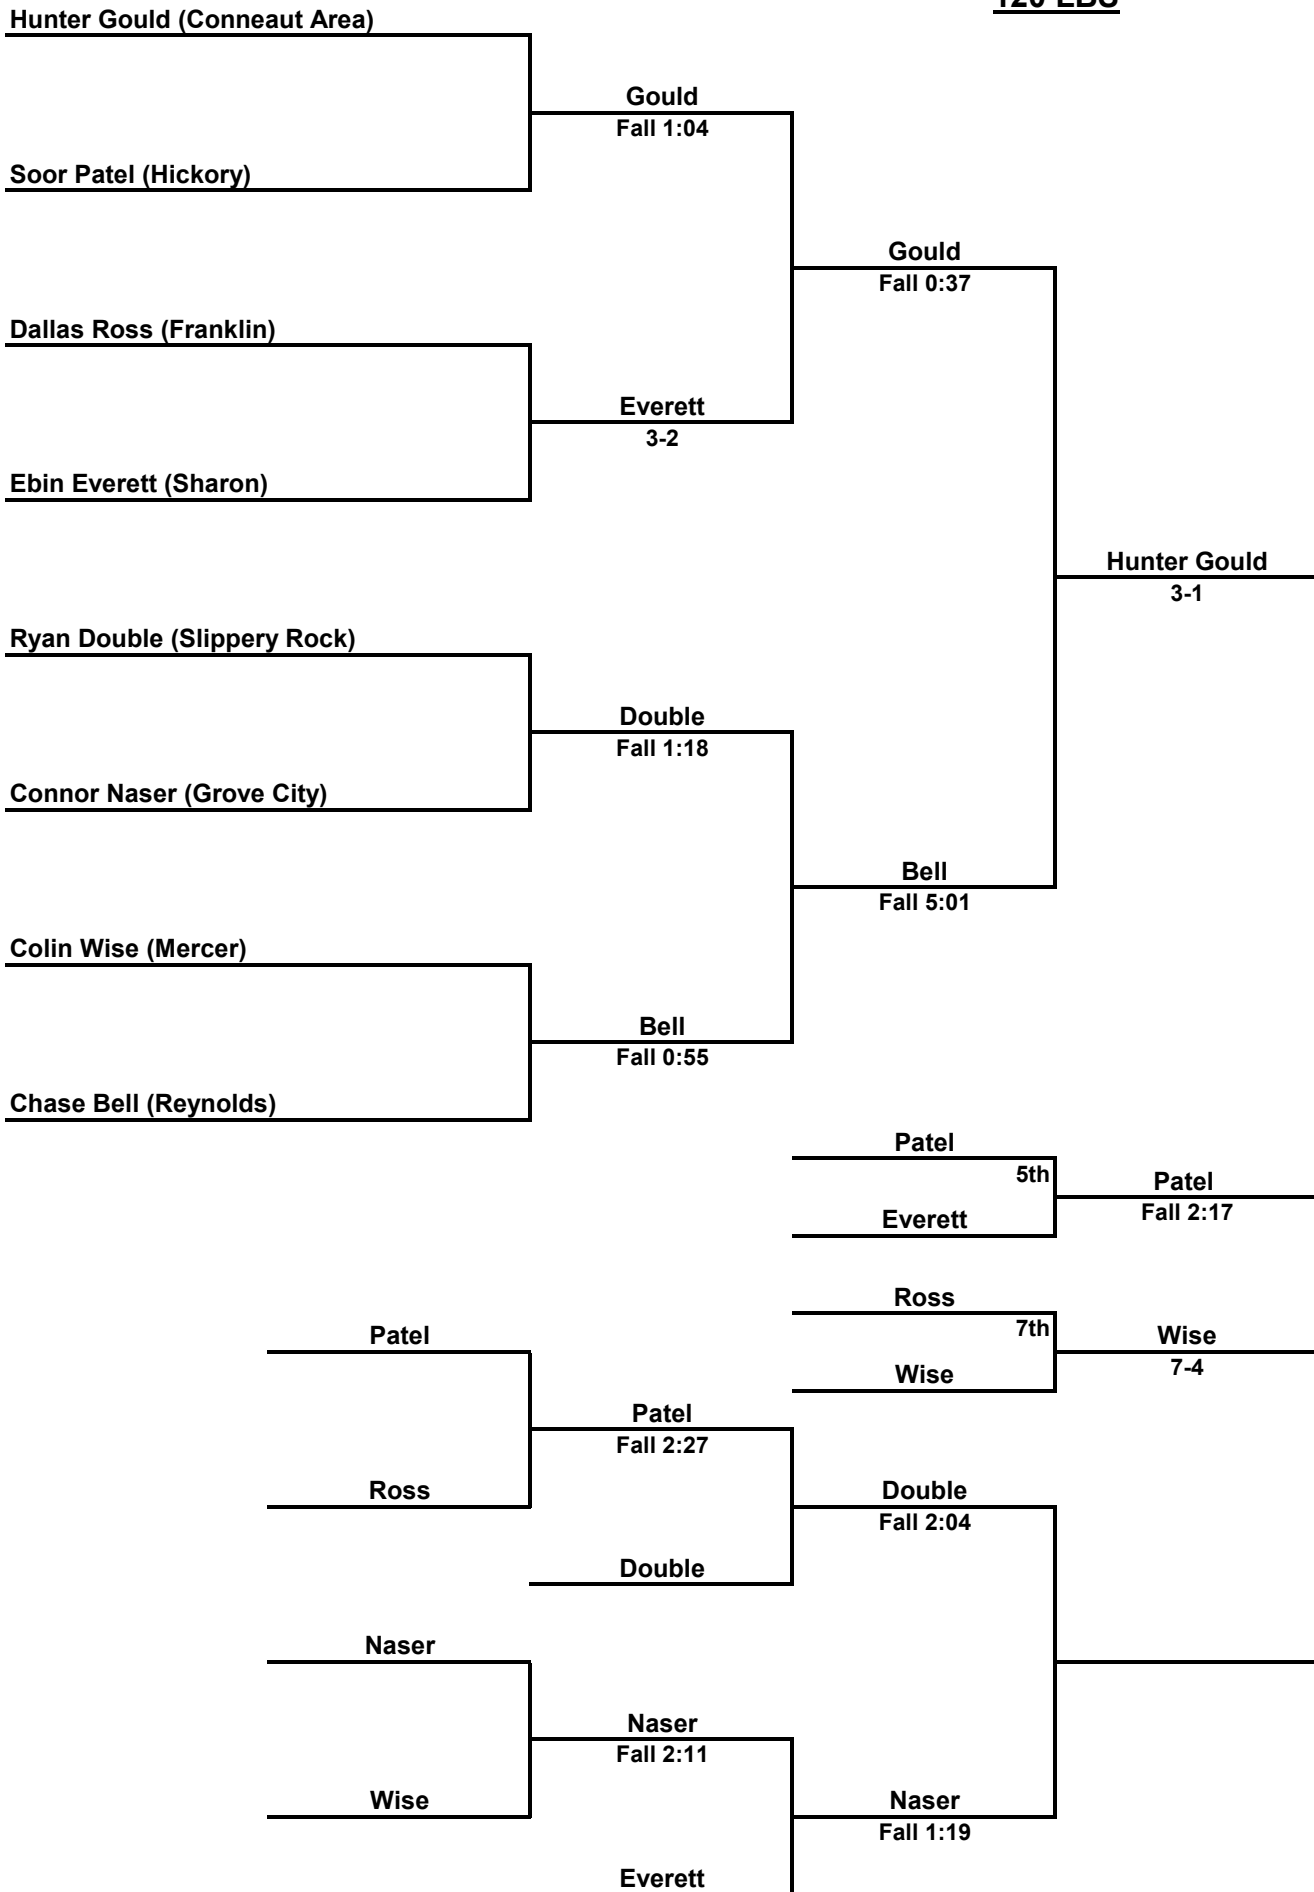 120 LBS
Hunter Gould (Conneaut Area)
Gould
Fall 1:04
Soor Patel (Hickory)
Gould
Fall 0:37
Dallas Ross (Franklin)
Everett
3-2
Ebin Everett (Sharon)
Hunter Gould
3-1
Ryan Double (Slippery Rock)
Double
Fall 1:18
Connor Naser (Grove City)
Bell
Fall 5:01
Colin Wise (Mercer)
Bell
Fall 0:55
Chase Bell (Reynolds)
Patel
5th
Patel
Fall 2:17
Everett
Ross
7th
Wise
7-4
Wise
Patel
Patel
Fall 2:27
Ross
Double
Fall 2:04
Double
Naser
Naser
Fall 2:11
Wise
Naser
Fall 1:19
Everett